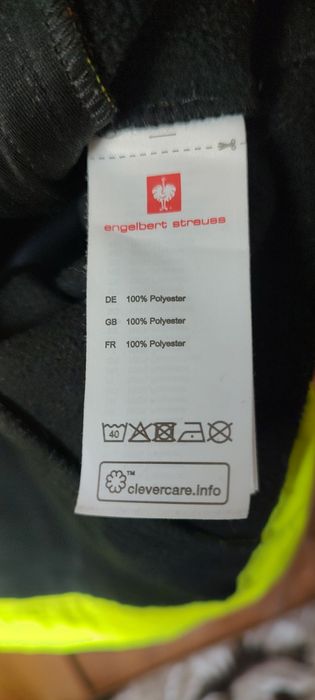 engelbert strauss
DE 100% Polyester
GB 100% Polyester
FR 100% Polyester
40
TM
clevercare.info